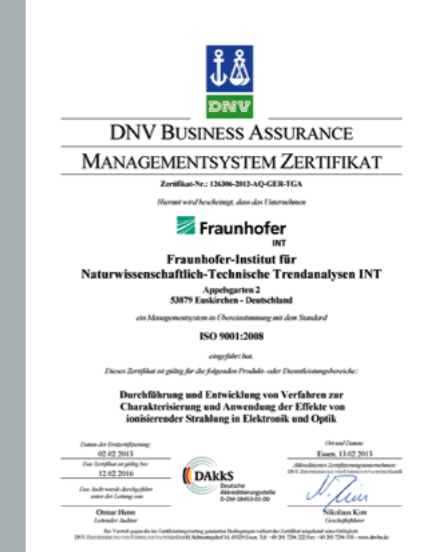 DNV
DNV BUSINESS ASSURANCE
MANAGEMENTSYSTEM ZERTIFIKAT
Zertifikat-Nr.: 126306-2012-AQ-GER-TGA
Hiermit wird bescheinigt, dass das Unternehmen
Fraunhofer
INT
Fraunhofer-Institut für
Naturwissenschaftlich-Technische Trendanalysen INT
Appelsgarten 2
53879 Euskirchen - Deutschland
ein Managementsystem in Übereinstimmung mit dem Standard
ISO 9001:2008
eingeführt hat.
Dieses Zertifikat ist gültig für die folgenden Produkt- oder Dienstleistungsbereiche:
Durchführung und Entwicklung von Verfahren zur
Charakterisierung und Anwendung der Effekte von
ionisierender Strahlung in Elektronik und Optik
Datum der Erstzertifizierung:
02.02.2013
Das Zertifikat ist gültig bis:
12.02.2016
Das Audit wurde durchgeführt
unter der Leitung von
Otmar Henn
Leitender Auditor
DAkkS
Deutsche
Akkreditierungsstelle
D-ZM-18453-01-00
Ort und Datum:
Essen, 13.02.2013
Akkreditiertes Zertifizierungsunternehmen:
Nikolaus Kim
Geschäftsführer